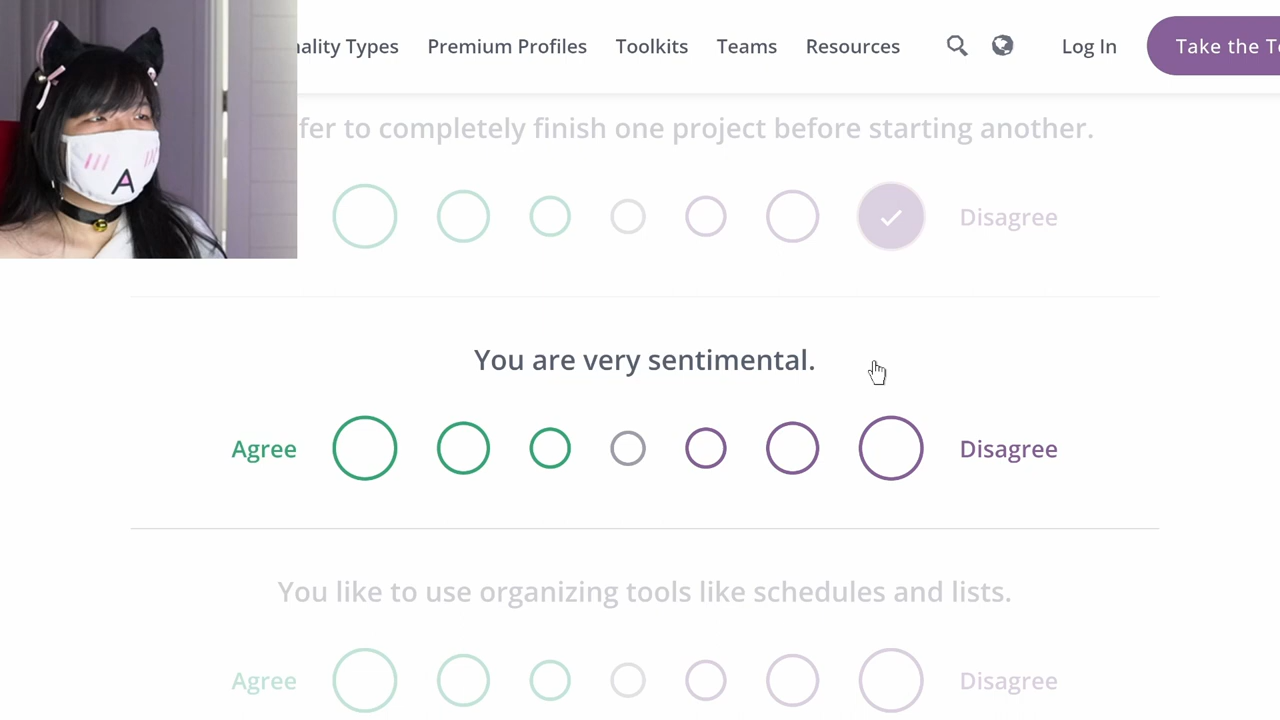 nality Types Premium Profiles Toolkits Teams Resources Log In Take the Te
fer to completely finish one project before starting another.
Disagree
You are very sentimental.
Agree Disagree
You like to use organizing tools like schedules and lists.
Agree Disagree
A